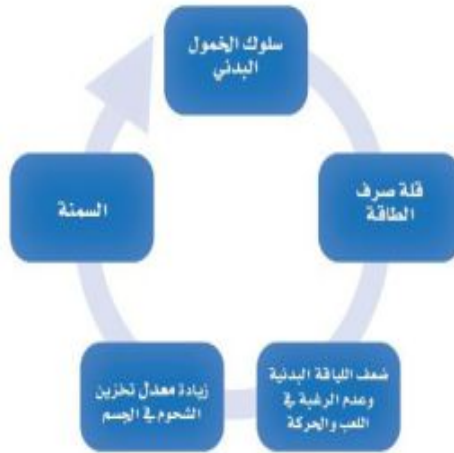 سلوك الخمول
البدني
قلة صرف
الطاقة
ضعف اللياقة البدنية
وعدم الرغبة في
اللعب والحركة
زيادة معدل تخزين
الشحوم في الجسم
السمنة